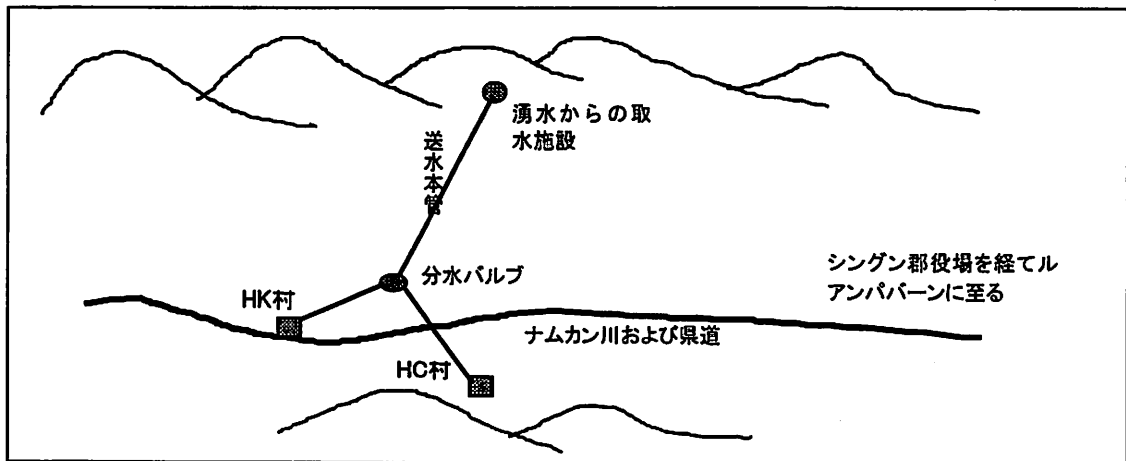 湧水からの取
水施設
送水本管
分水バルブ
シングン郡役場を経てル
アンパバーンに至る
HK村
ナムカン川および県道
HC村